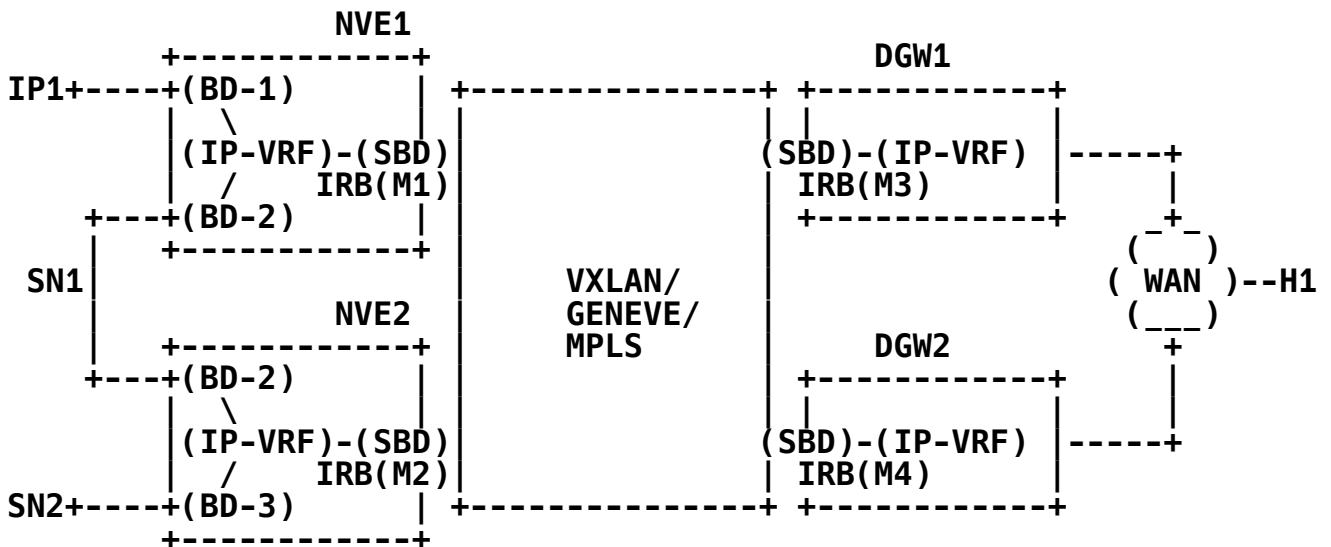 NVE1
          +------------+                             DGW1
IP1+-----+(BD-1)       | +-------------------+ +------------+
          |  \         | |                   | |            |
          |(IP-VRF)-(SBD)|                  (SBD)-(IP-VRF)  |-----+
          |  /    IRB(M1)|                   | IRB(M3)      |     |
     +---+(BD-2)       | |                   | +------------+    _+_
     |    +------------+ |                   |                  (   )
 SN1 |                   |      VXLAN/       |                 ( WAN )--H1
     |               NVE2|      GENEVE/      |                  (___)
     |    +------------+ |      MPLS         |       DGW2         +
     +---+(BD-2)       | |                   | +------------+     |
          |  \         | |                   | |            |     |
          |(IP-VRF)-(SBD)|                  (SBD)-(IP-VRF)  |-----+
          |  /    IRB(M2)|                   | IRB(M4)      |
SN2+-----+(BD-3)       | +-------------------+ +------------+
          +------------+